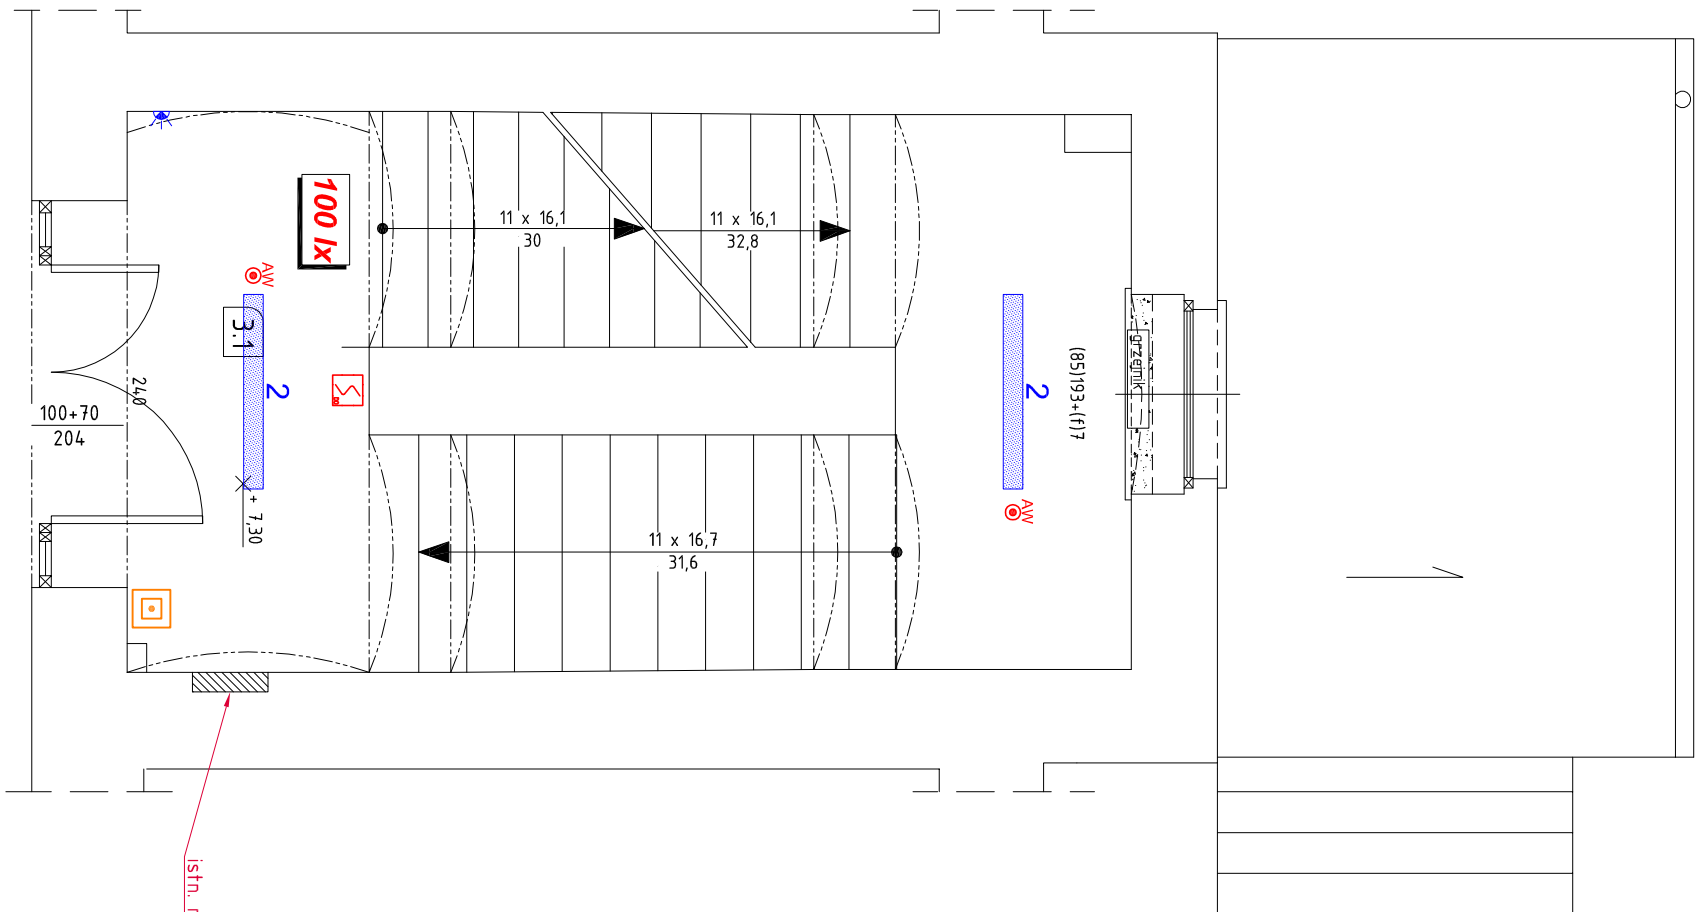 100 lx
11 x 16,1
30
11 x 16,1
32,8
AW
3.1
2
240
100+70
204
+ 7,30
2
(85)193+(f)7
grzejnik
AW
11 x 16,7
31,6
istn.